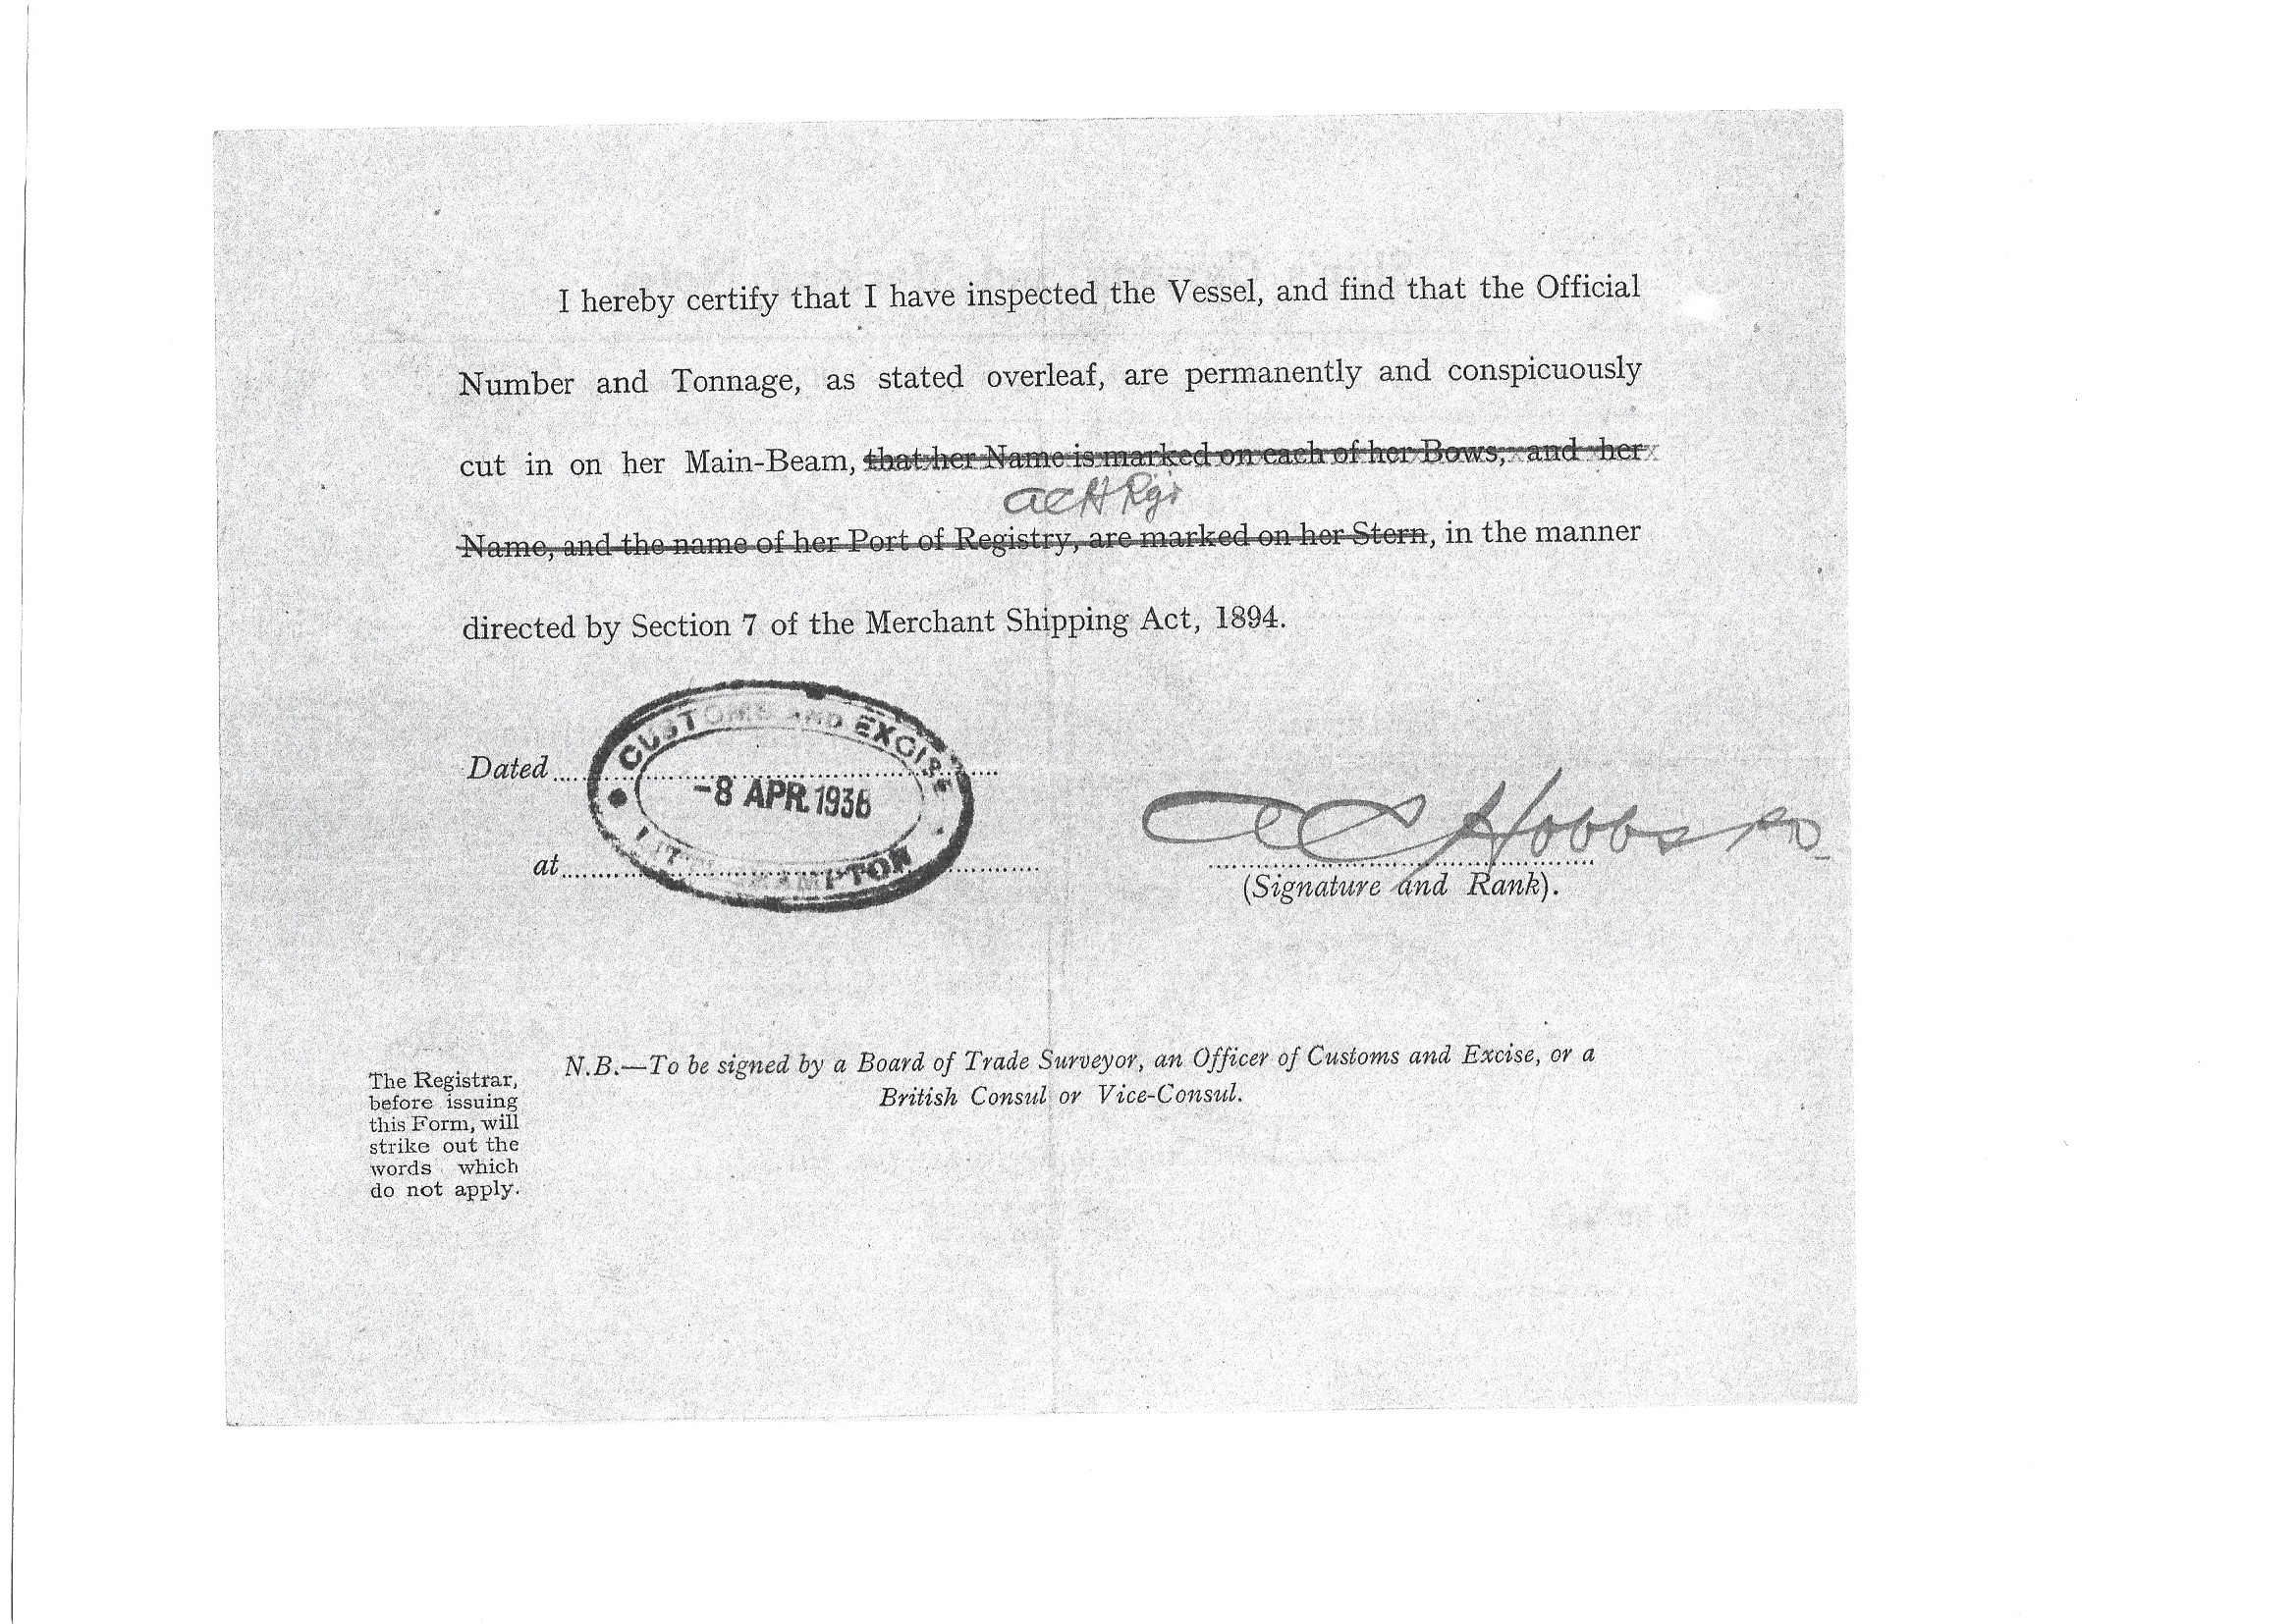 I hereby certify that I have inspected the Vessel, and find that the Official
Number and Tonnage, as stated overleaf, are permanently and conspicuously
cut in on her Main-Beam, that her Name is marked on each of her Bows, and her
Name, and the name of her Port of Registry, are marked on her Stern, in the manner
directed by Section 7 of the Merchant Shipping Act, 1894.
CUSTOMS AND EXCISE
Dated
-8 APR. 1936
at
A C Hobbs
(Signature and Rank).
N.B.—To be signed by a Board of Trade Surveyor, an Officer of Customs and Excise, or a
British Consul or Vice-Consul.
The Registrar,
before issuing
this Form, will
strike out the
words which
do not apply.